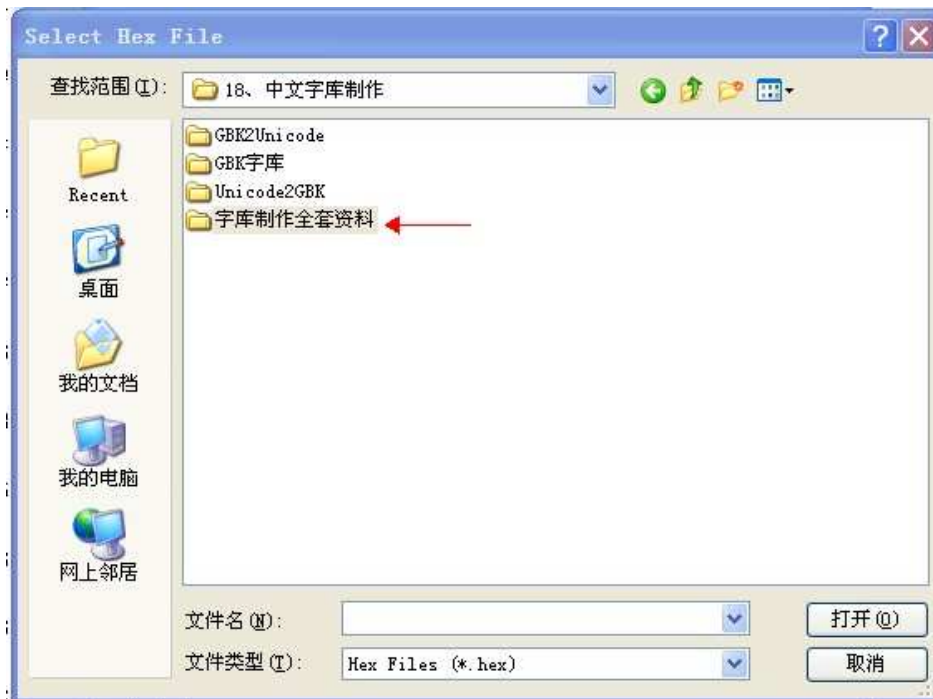 Select Hex File
查找范围(I):
18、中文字库制作
GBK2Unicode
GBK字库
Unicode2GBK
字库制作全套资料
Recent
桌面
我的文档
我的电脑
网上邻居
文件名(N):
打开(O)
文件类型(T):
Hex Files (*.hex)
取消